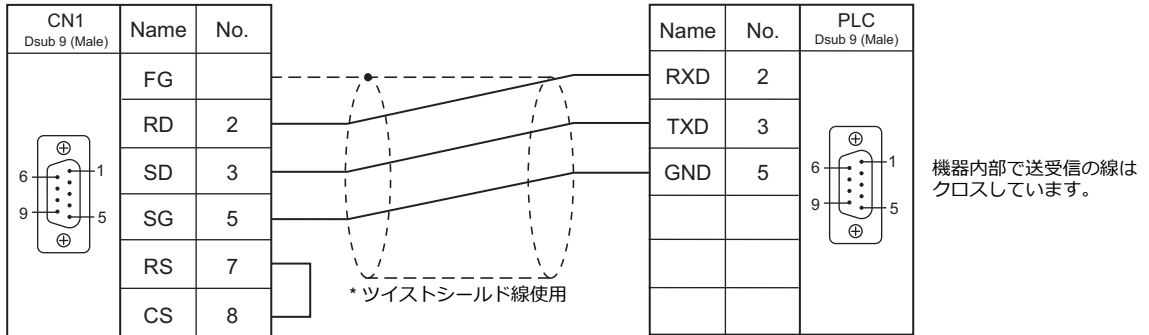 CN1
Dsub 9 (Male)
Name No.
FG
RD 2
SD 3
SG 5
RS 7
CS 8
6 1
9 5
* ツイストシールド線使用
Name No.
PLC
Dsub 9 (Male)
RXD 2
TXD 3
GND 5
6 1
9 5
機器内部で送受信の線は
クロスしています。